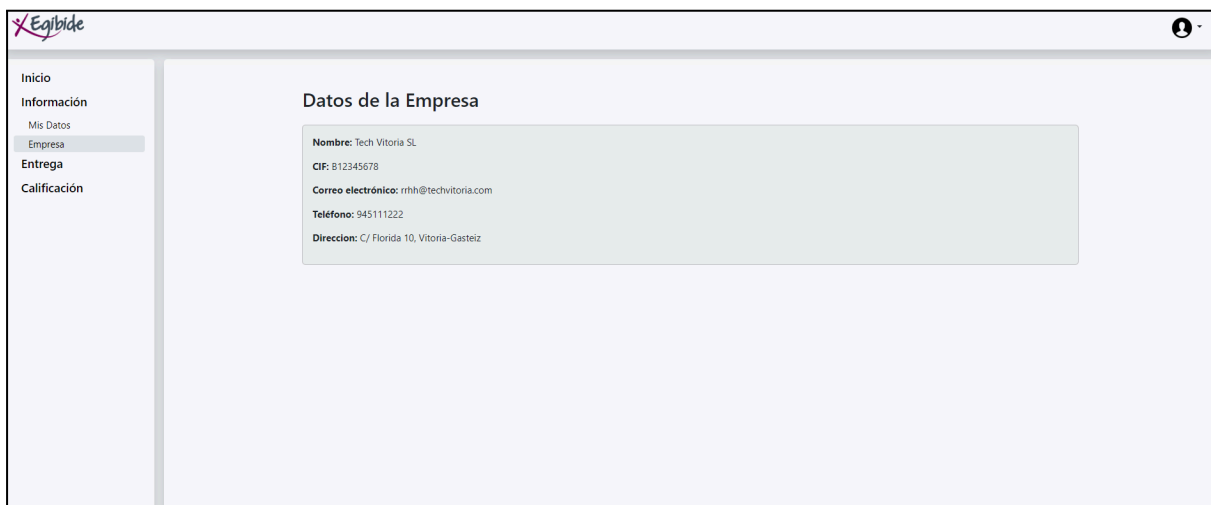 Egibide
Inicio
Información
Mis Datos
Empresa
Entrega
Calificación
Datos de la Empresa
Nombre: Tech Vitoria SL
CIF: B12345678
Correo electrónico: rrhh@techvitoria.com
Teléfono: 945111222
Direccion: C/ Florida 10, Vitoria-Gasteiz